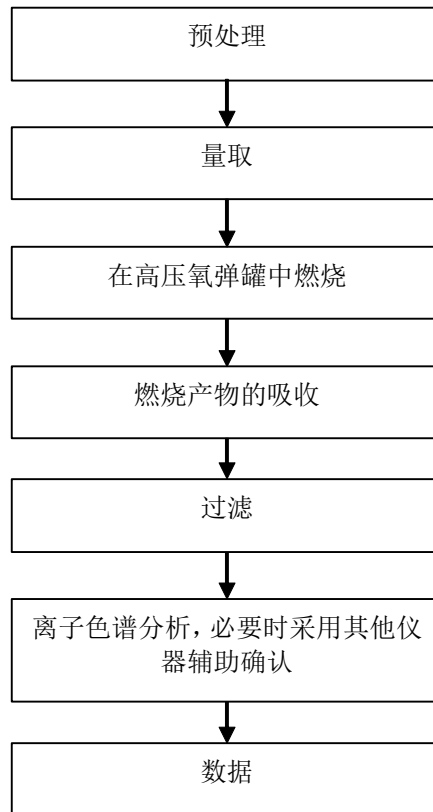 预处理
量取
在高压氧弹罐中燃烧
燃烧产物的吸收
过滤
离子色谱分析，必要时采用其他仪
器辅助确认
数据